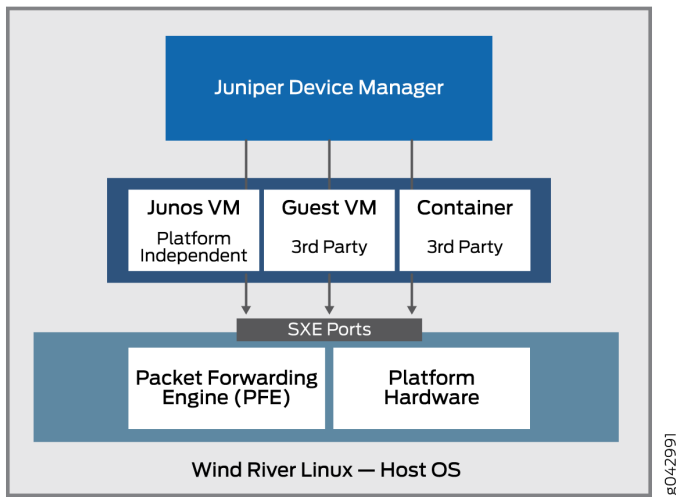 Juniper Device Manager
Junos VM
Platform
Independent
Guest VM
3rd Party
Container
3rd Party
SXE Ports
Packet Forwarding
Engine (PFE)
Platform
Hardware
Wind River Linux — Host OS
g042991